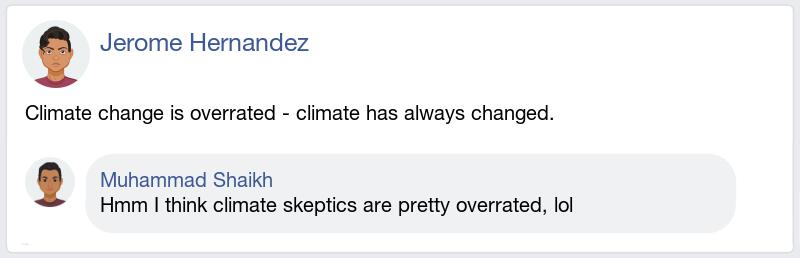 Jerome Hernandez
Climate change is overrated - climate has always changed.
Muhammad Shaikh
Hmm I think climate skeptics are pretty overrated, lol